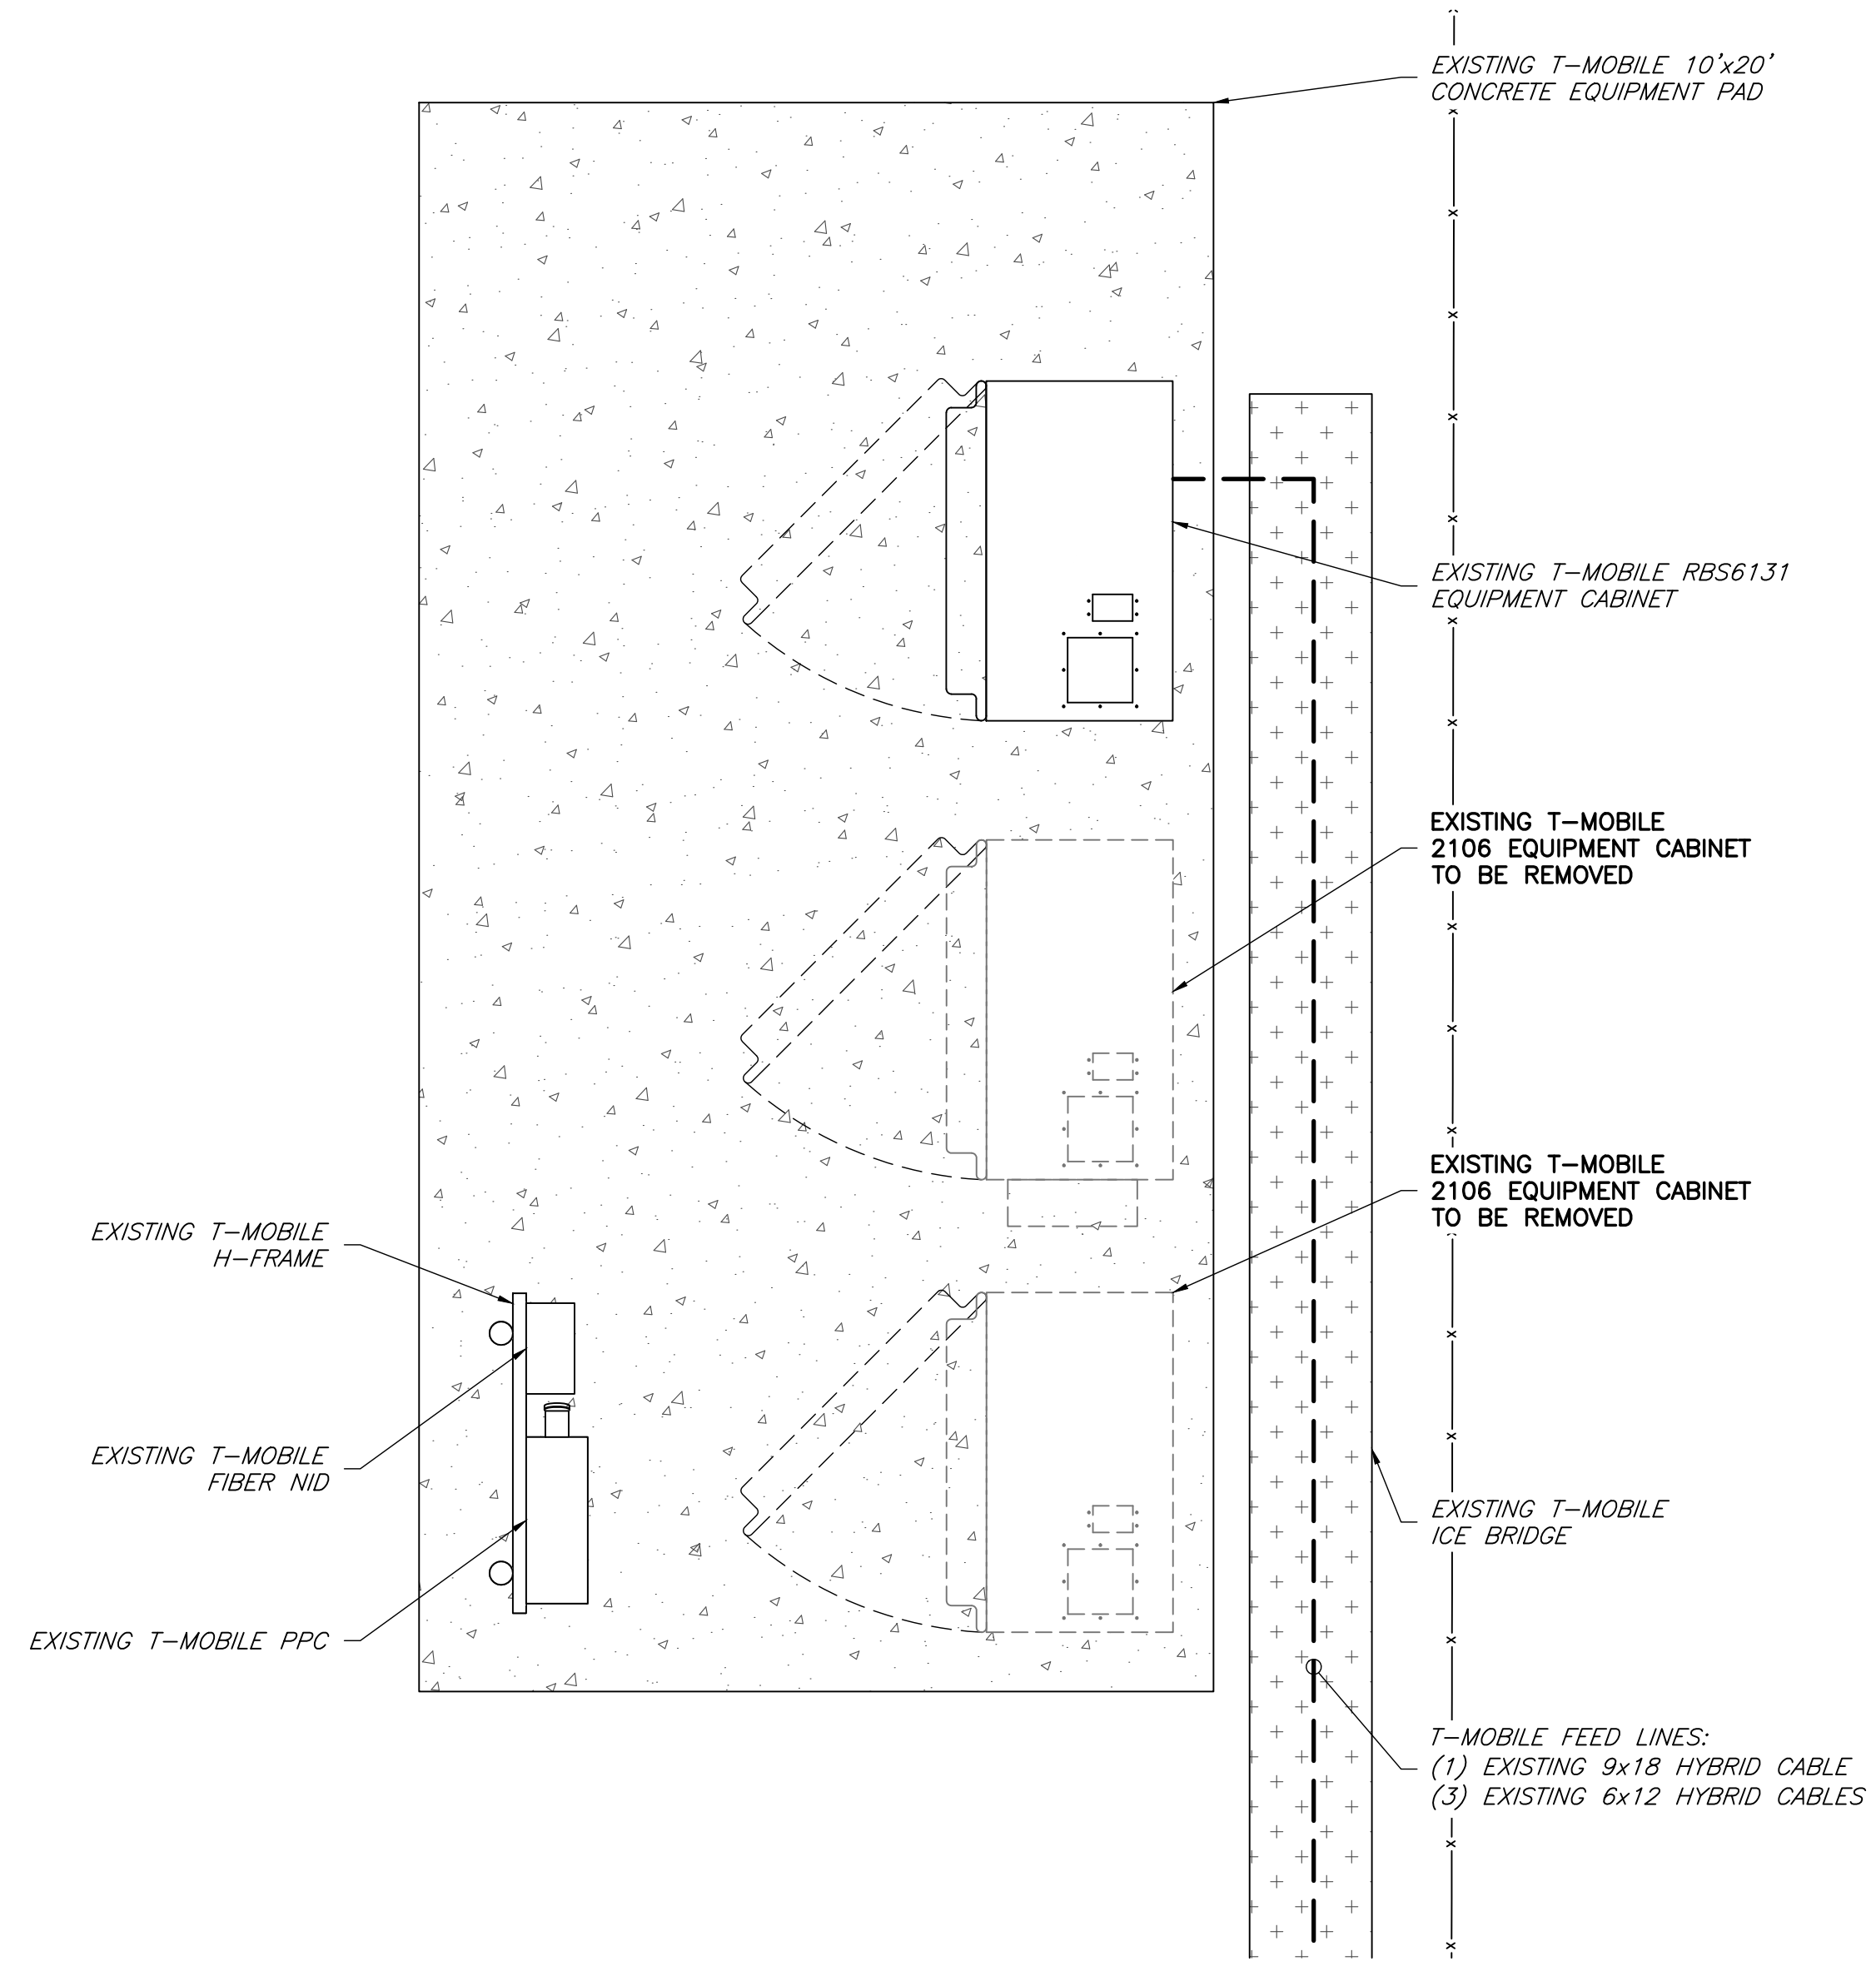 EXISTING T-MOBILE 10'x20'
CONCRETE EQUIPMENT PAD
EXISTING T-MOBILE RBS6131
EQUIPMENT CABINET
EXISTING T-MOBILE
2106 EQUIPMENT CABINET
TO BE REMOVED
EXISTING T-MOBILE
2106 EQUIPMENT CABINET
TO BE REMOVED
EXISTING T-MOBILE
H-FRAME
EXISTING T-MOBILE
FIBER NID
EXISTING T-MOBILE
ICE BRIDGE
EXISTING T-MOBILE PPC
T-MOBILE FEED LINES:
(1) EXISTING 9x18 HYBRID CABLE
(3) EXISTING 6x12 HYBRID CABLES